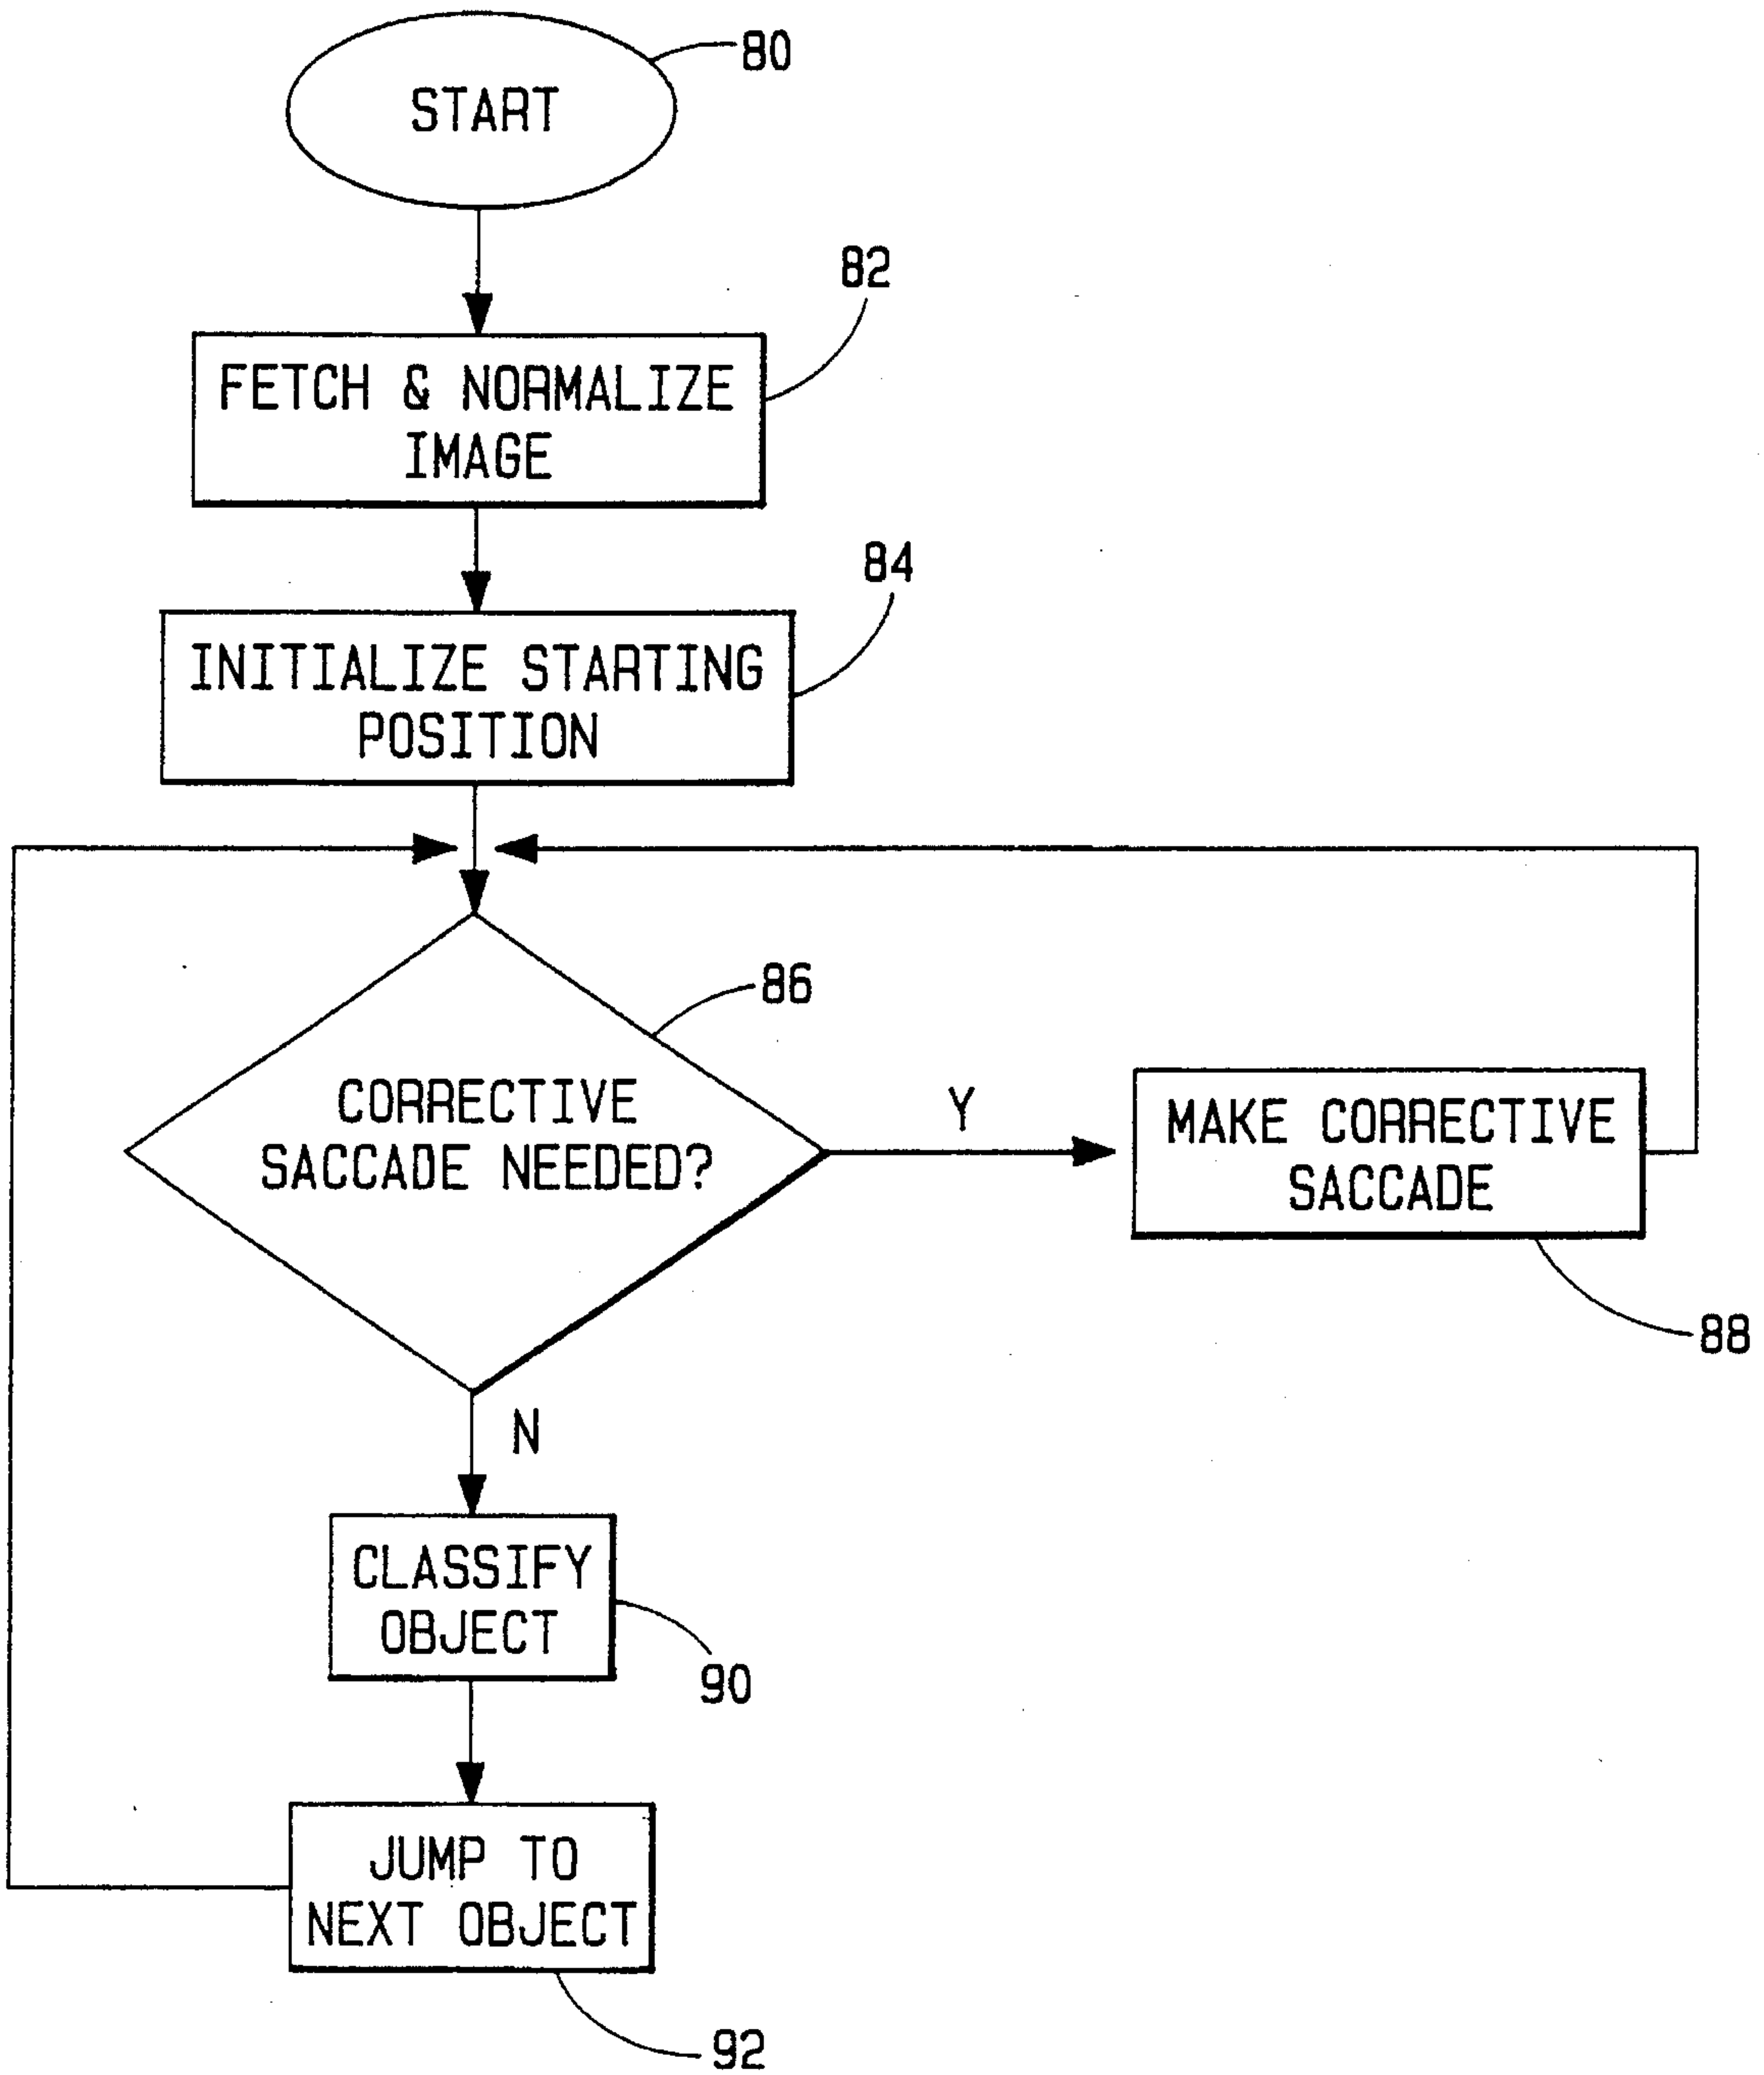 80
START
82
FETCH & NORMALIZE
IMAGE
84
INITIALIZE STARTING
POSITION
86
CORRECTIVE
SACCADE NEEDED?
Y
MAKE CORRECTIVE
SACCADE
88
N
CLASSIFY
OBJECT
90
JUMP TO
NEXT OBJECT
92